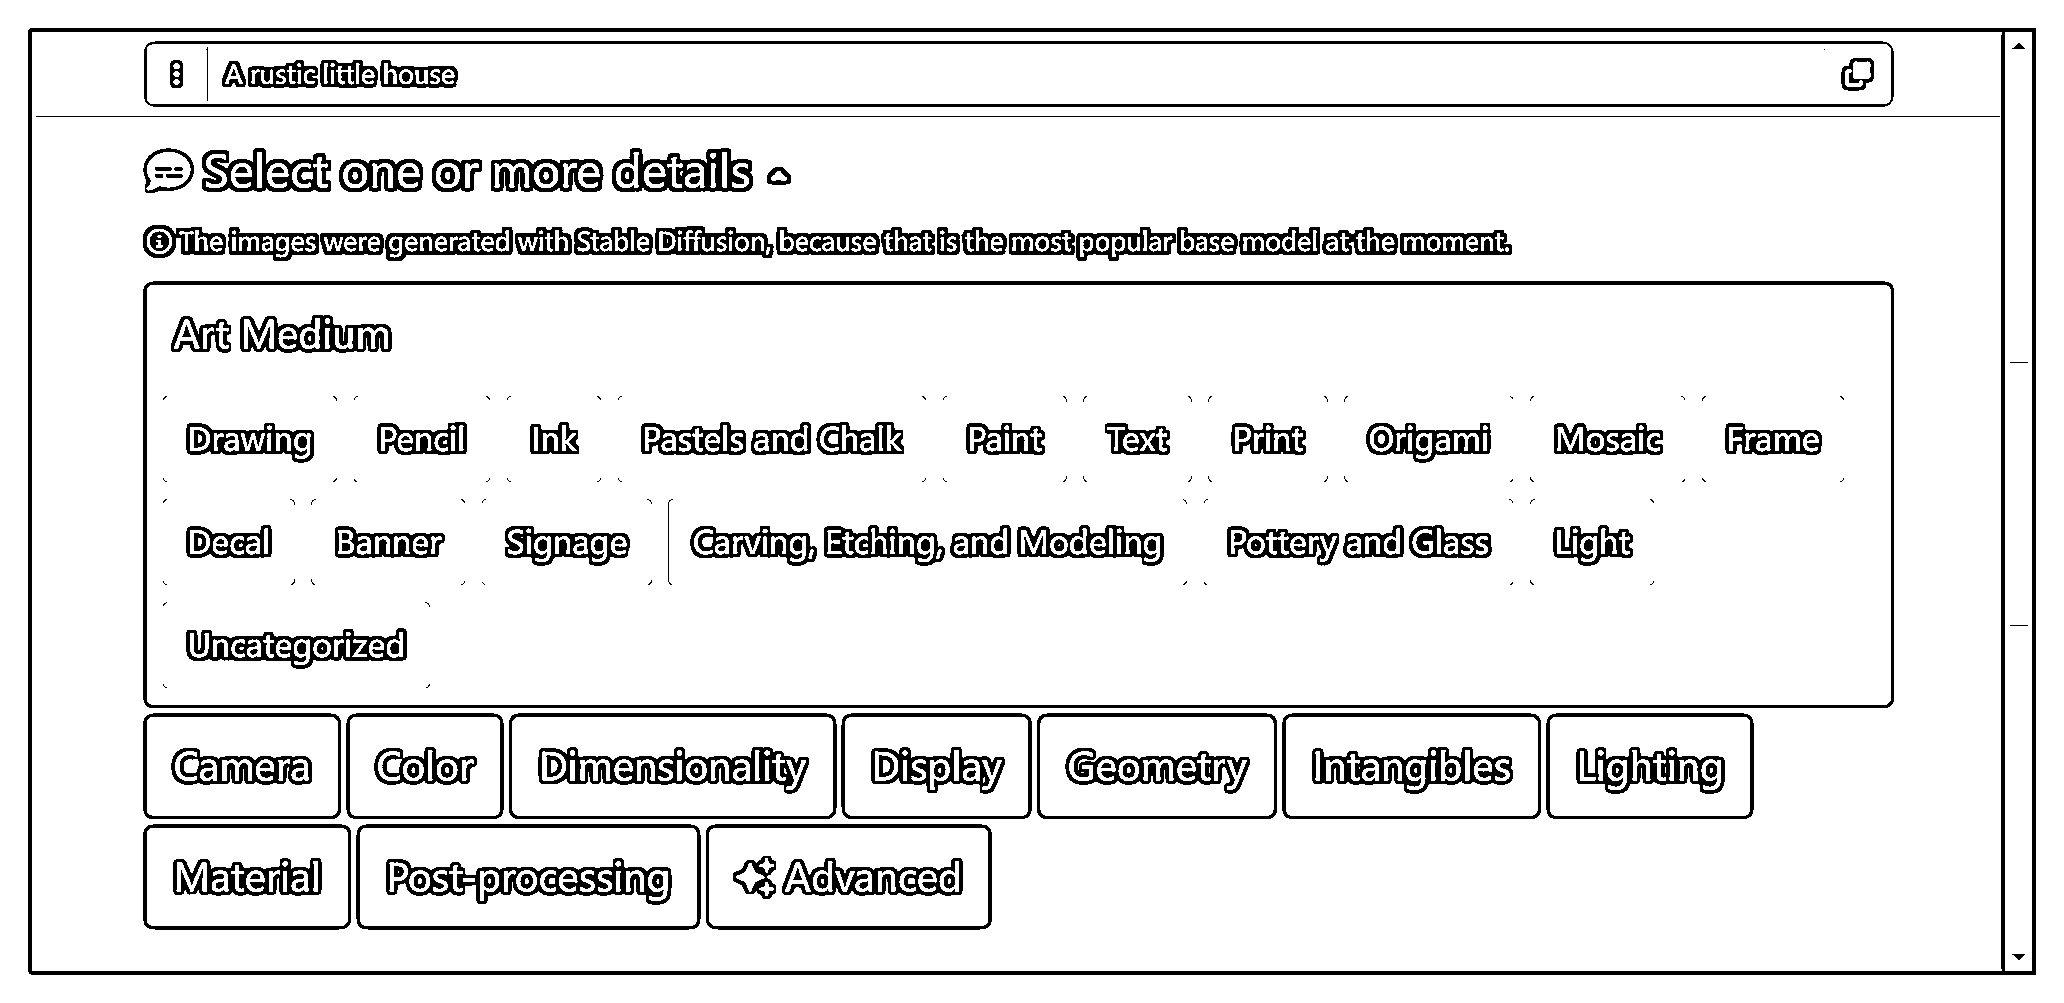 A rustic little house
Select one or more details
The images were generated with Stable Diffusion, because that is the most popular base model at the moment.
Art Medium
Drawing Pencil Ink Pastels and Chalk Paint Text Print Origami Mosaic Frame
Decal Banner Signage Carving, Etching, and Modeling Pottery and Glass Light
Uncategorized
Camera Color Dimensionality Display Geometry Intangibles Lighting
Material Post-processing Advanced